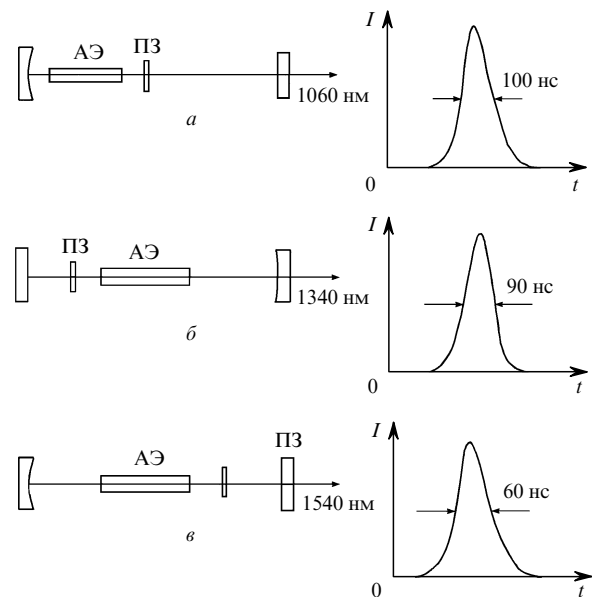 АЭ ПЗ
1060 нм
а
I
100 нс
0
t
ПЗ АЭ
1340 нм
б
I
90 нс
0
t
АЭ ПЗ
1540 нм
в
I
60 нс
0
t